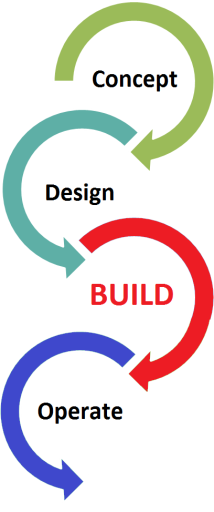 Concept
Design
BUILD
Operate